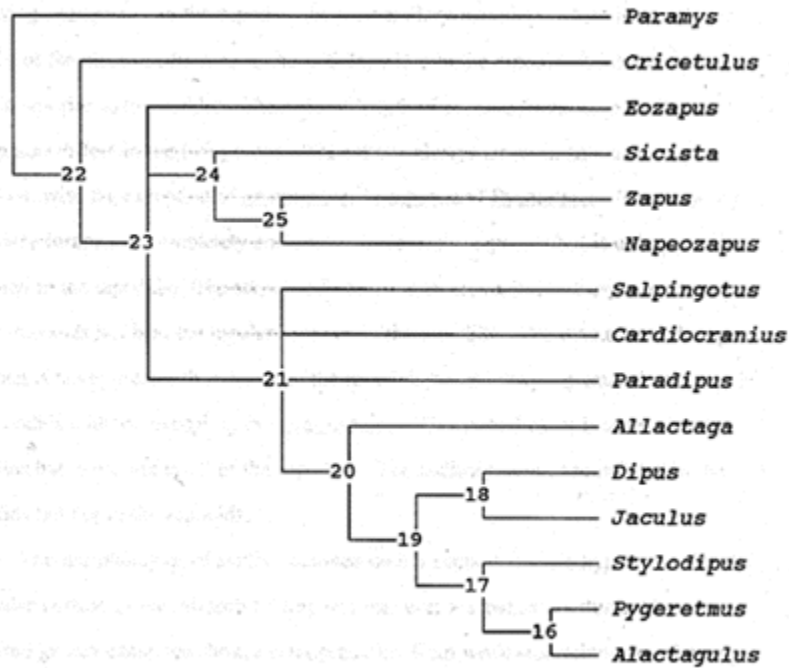 Paramys
Cricetulus
Eozapus
Sicista
22
24
Zapus
25
Napeozapus
23
Salpingotus
Cardiocranius
21
Paradipus
Allactaga
20
Dipus
18
Jaculus
19
Stylodipus
17
Pygeretmus
16
Alactagulus